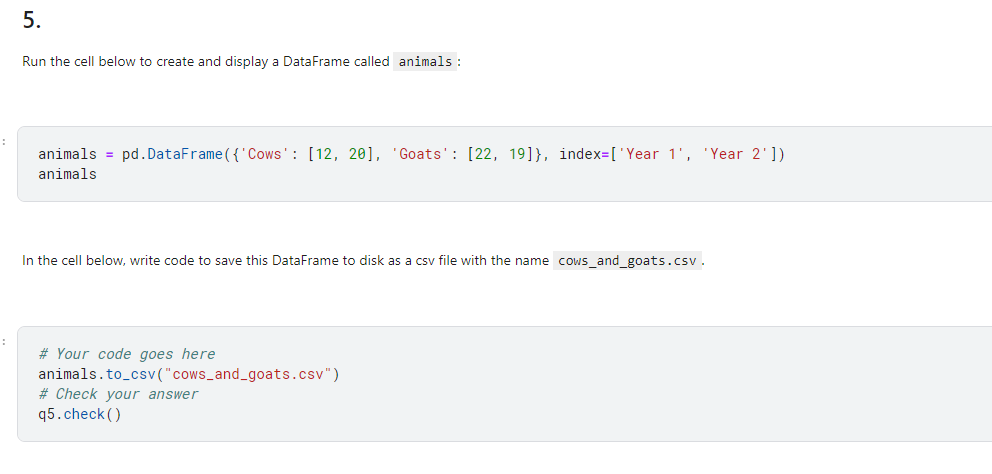 5.
Run the cell below to create and display a DataFrame called animals:
:
animals = pd.DataFrame({'Cows': [12, 20], 'Goats': [22, 19]}, index=['Year 1', 'Year 2'])
animals
In the cell below, write code to save this DataFrame to disk as a csv file with the name cows_and_goats.csv.
:
# Your code goes here
animals.to_csv("cows_and_goats.csv")
# Check your answer
q5.check()